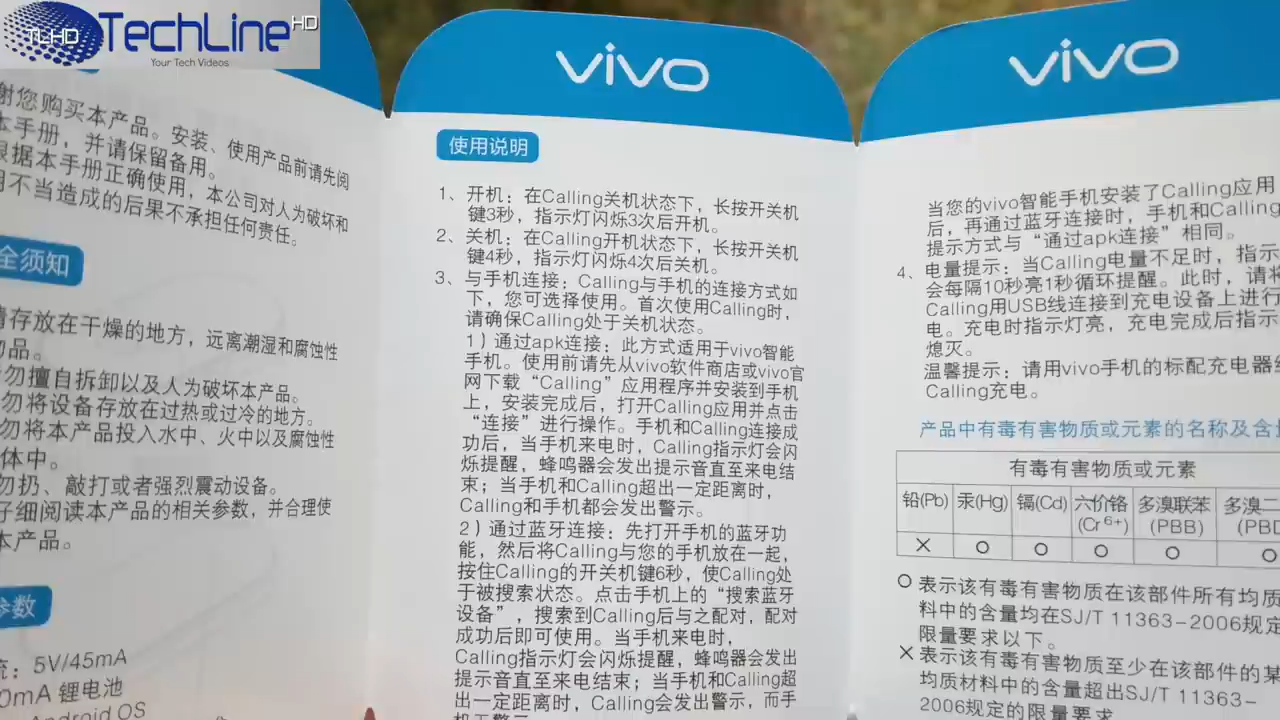 TLHD TechLine HD
Your Tech Videos
谢您购买本产品。安装、使用产品前请先阅
本手册，并请保留备用。
根据本手册正确使用，本公司对人为破坏和
用不当造成的后果不承担任何责任。
全须知
存放在干燥的地方，远离潮湿和腐蚀性
物品。
勿擅自拆卸以及人为破坏本产品。
勿将设备存放在过热或过冷的地方。
勿将本产品投入水中、火中以及腐蚀性
体中。
勿扔、敲打或者强烈震动设备。
仔细阅读本产品的相关参数，并合理使
本产品。
参数
流：5V/45mA
0mA 锂电池
Android OS
vivo
使用说明
1、开机：在Calling关机状态下，长按开关机
键3秒，指示灯闪烁3次后开机。
2、关机：在Calling开机状态下，长按开关机
键4秒，指示灯闪烁4次后关机。
3、与手机连接：Calling与手机的连接方式如
下，您可选择使用。首次使用Calling时，
请确保Calling处于关机状态。
1）通过apk连接：此方式适用于vivo智能
手机。使用前请先从vivo软件商店或vivo官
网下载“Calling”应用程序并安装到手机
上，安装完成后，打开Calling应用并点击
“连接”进行操作。手机和Calling连接成
功后，当手机来电时，Calling指示灯会闪
烁提醒，蜂鸣器会发出提示音直至来电结
束；当手机和Calling超出一定距离时，
Calling和手机都会发出警示。
2）通过蓝牙连接：先打开手机的蓝牙功
能，然后将Calling与您的手机放在一起，
按住Calling的开关机键6秒，使Calling处
于被搜索状态。点击手机上的“搜索蓝牙
设备”，搜索到Calling后与之配对，配对
成功后即可使用。当手机来电时，
Calling指示灯会闪烁提醒，蜂鸣器会发出
提示音直至来电结束；当手机和Calling超
出一定距离时，Calling会发出警示，而手
vivo
当您的vivo智能手机安装了Calling应用
后，再通过蓝牙连接时，手机和Calling
提示方式与“通过apk连接”相同。
4、电量提示：当Calling电量不足时，指示
会每隔10秒亮1秒循环提醒。此时，请将
Calling用USB线连接到充电设备上进行
电。充电时指示灯亮，充电完成后指示
熄灭。
温馨提示：请用vivo手机的标配充电器给
Calling充电。
产品中有毒有害物质或元素的名称及含量
有毒有害物质或元素
铅(Pb) 汞(Hg) 镉(Cd) 六价铬(Cr6+) 多溴联苯(PBB) 多溴二
× ○ ○ ○ ○ ○
○ 表示该有毒有害物质在该部件所有均质
料中的含量均在SJ/T 11363-2006规定
限量要求以下。
× 表示该有毒有害物质至少在该部件的某
均质材料中的含量超出SJ/T 11363-
2006规定的限量要求